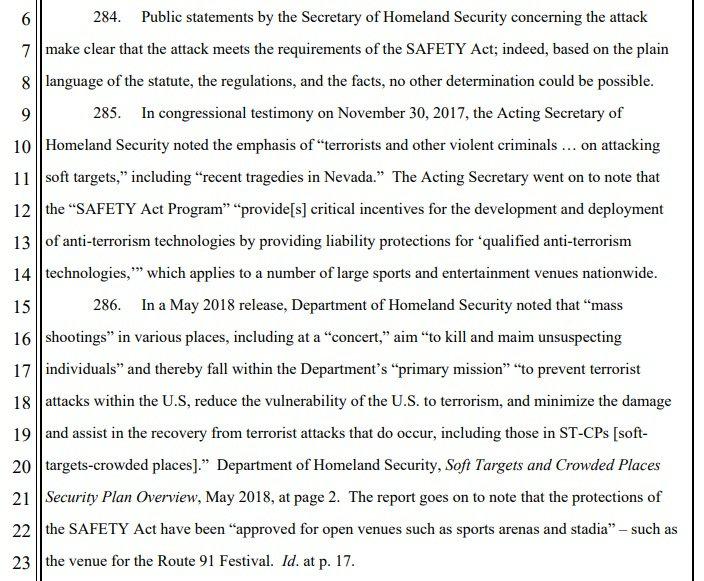 6 284. Public statements by the Secretary of Homeland Security concerning the attack
7 make clear that the attack meets the requirements of the SAFETY Act; indeed, based on the plain
8 language of the statute, the regulations, and the facts, no other determination could be possible.
9 285. In congressional testimony on November 30, 2017, the Acting Secretary of
10 Homeland Security noted the emphasis of “terrorists and other violent criminals … on attacking
11 soft targets,” including “recent tragedies in Nevada.” The Acting Secretary went on to note that
12 the “SAFETY Act Program” “provide[s] critical incentives for the development and deployment
13 of anti-terrorism technologies by providing liability protections for ‘qualified anti-terrorism
14 technologies,’” which applies to a number of large sports and entertainment venues nationwide.
15 286. In a May 2018 release, Department of Homeland Security noted that “mass
16 shootings” in various places, including at a “concert,” aim “to kill and maim unsuspecting
17 individuals” and thereby fall within the Department’s “primary mission” “to prevent terrorist
18 attacks within the U.S, reduce the vulnerability of the U.S. to terrorism, and minimize the damage
19 and assist in the recovery from terrorist attacks that do occur, including those in ST-CPs [soft-
20 targets-crowded places].” Department of Homeland Security, Soft Targets and Crowded Places
21 Security Plan Overview, May 2018, at page 2. The report goes on to note that the protections of
22 the SAFETY Act have been “approved for open venues such as sports arenas and stadia” – such as
23 the venue for the Route 91 Festival. Id. at p. 17.